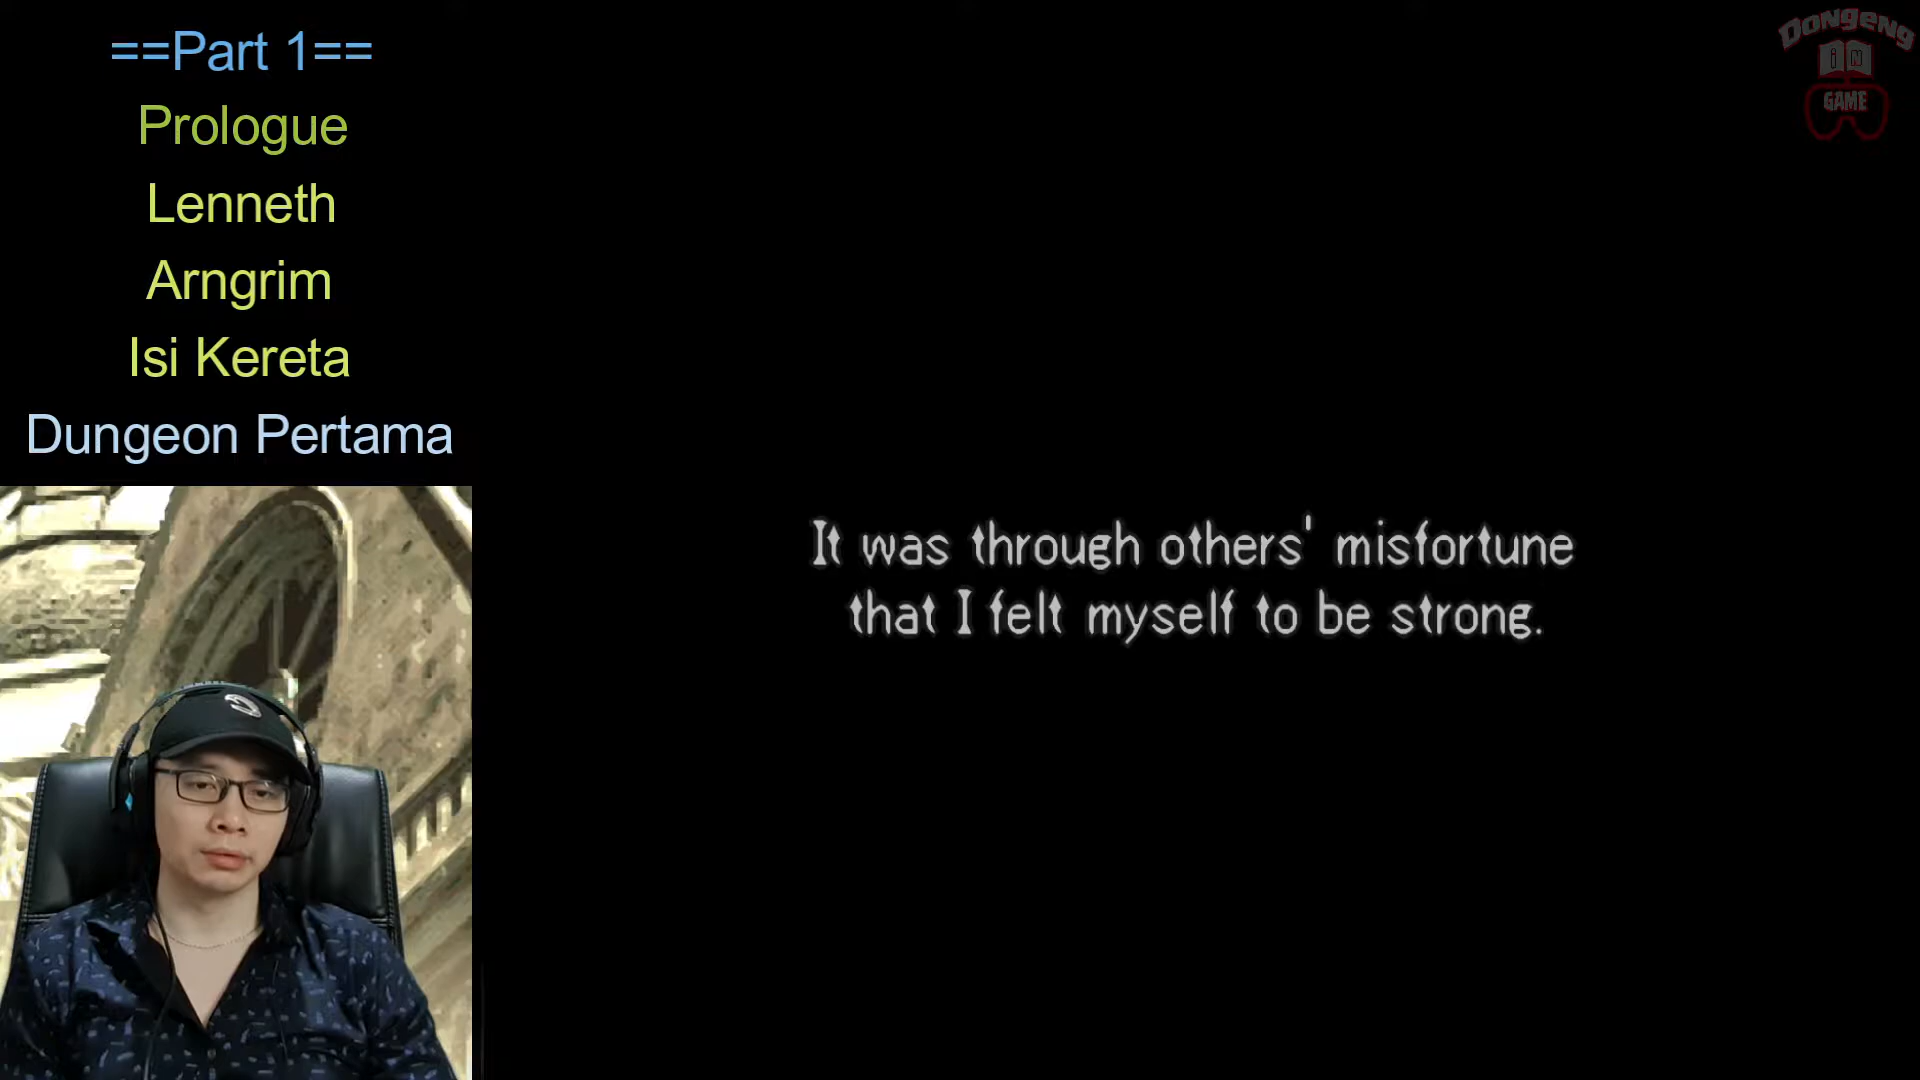 ==Part 1==
Prologue
Lenneth
Arngrim
Isi Kereta
Dungeon Pertama
DONGENG
IN
GAME
It was through others' misfortune
that I felt myself to be strong.